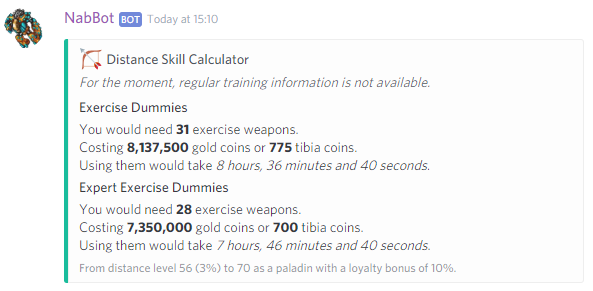 NabBot BOT Today at 15:10
Distance Skill Calculator
For the moment, regular training information is not available.
Exercise Dummies
You would need 31 exercise weapons.
Costing 8,137,500 gold coins or 775 tibia coins.
Using them would take 8 hours, 36 minutes and 40 seconds.
Expert Exercise Dummies
You would need 28 exercise weapons.
Costing 7,350,000 gold coins or 700 tibia coins.
Using them would take 7 hours, 46 minutes and 40 seconds.
From distance level 56 (3%) to 70 as a paladin with a loyalty bonus of 10%.